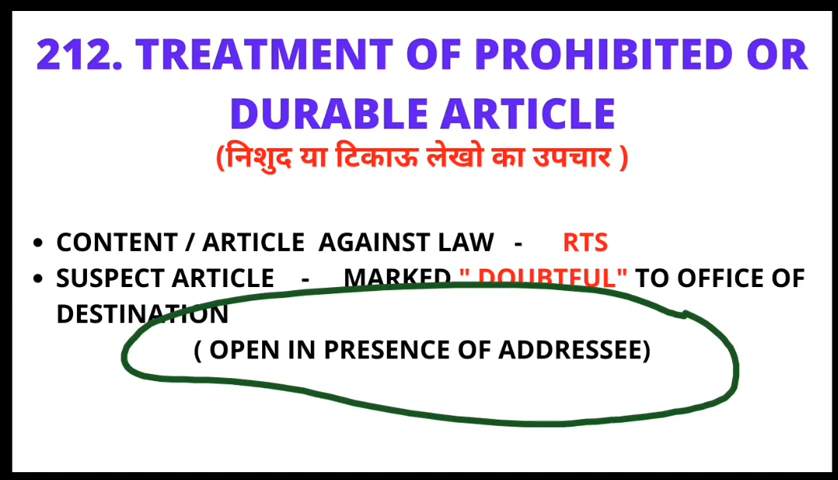 212. TREATMENT OF PROHIBITED OR
DURABLE ARTICLE
(निशुद या टिकाऊ लेखो का उपचार )
• CONTENT / ARTICLE AGAINST LAW - RTS
• SUSPECT ARTICLE - MARKED " DOUBTFUL" TO OFFICE OF
DESTINATION
( OPEN IN PRESENCE OF ADDRESSEE)